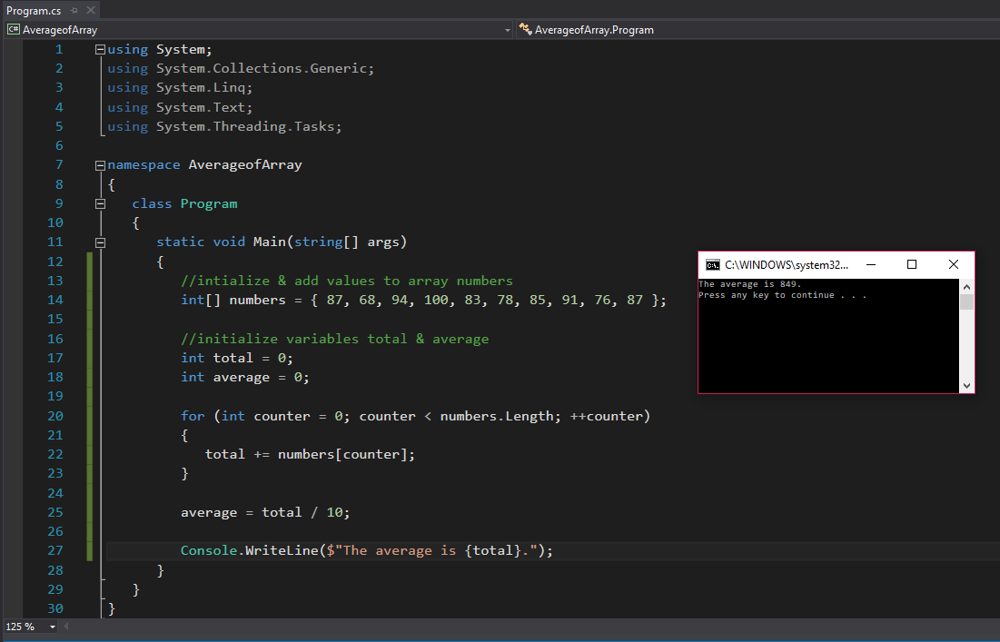 Program.cs
AverageofArray
AverageofArray.Program
1 using System;
2 using System.Collections.Generic;
3 using System.Linq;
4 using System.Text;
5 using System.Threading.Tasks;
6
7 namespace AverageofArray
8 {
9 class Program
10 {
11 static void Main(string[] args)
12 {
13 //intialize & add values to array numbers
14 int[] numbers = { 87, 68, 94, 100, 83, 78, 85, 91, 76, 87 };
15
16 //initialize variables total & average
17 int total = 0;
18 int average = 0;
19
20 for (int counter = 0; counter < numbers.Length; ++counter)
21 {
22 total += numbers[counter];
23 }
24
25 average = total / 10;
26
27 Console.WriteLine($"The average is {total}.");
28 }
29 }
30 }
125 %
C:\WINDOWS\system32...
The average is 849.
Press any key to continue . . .